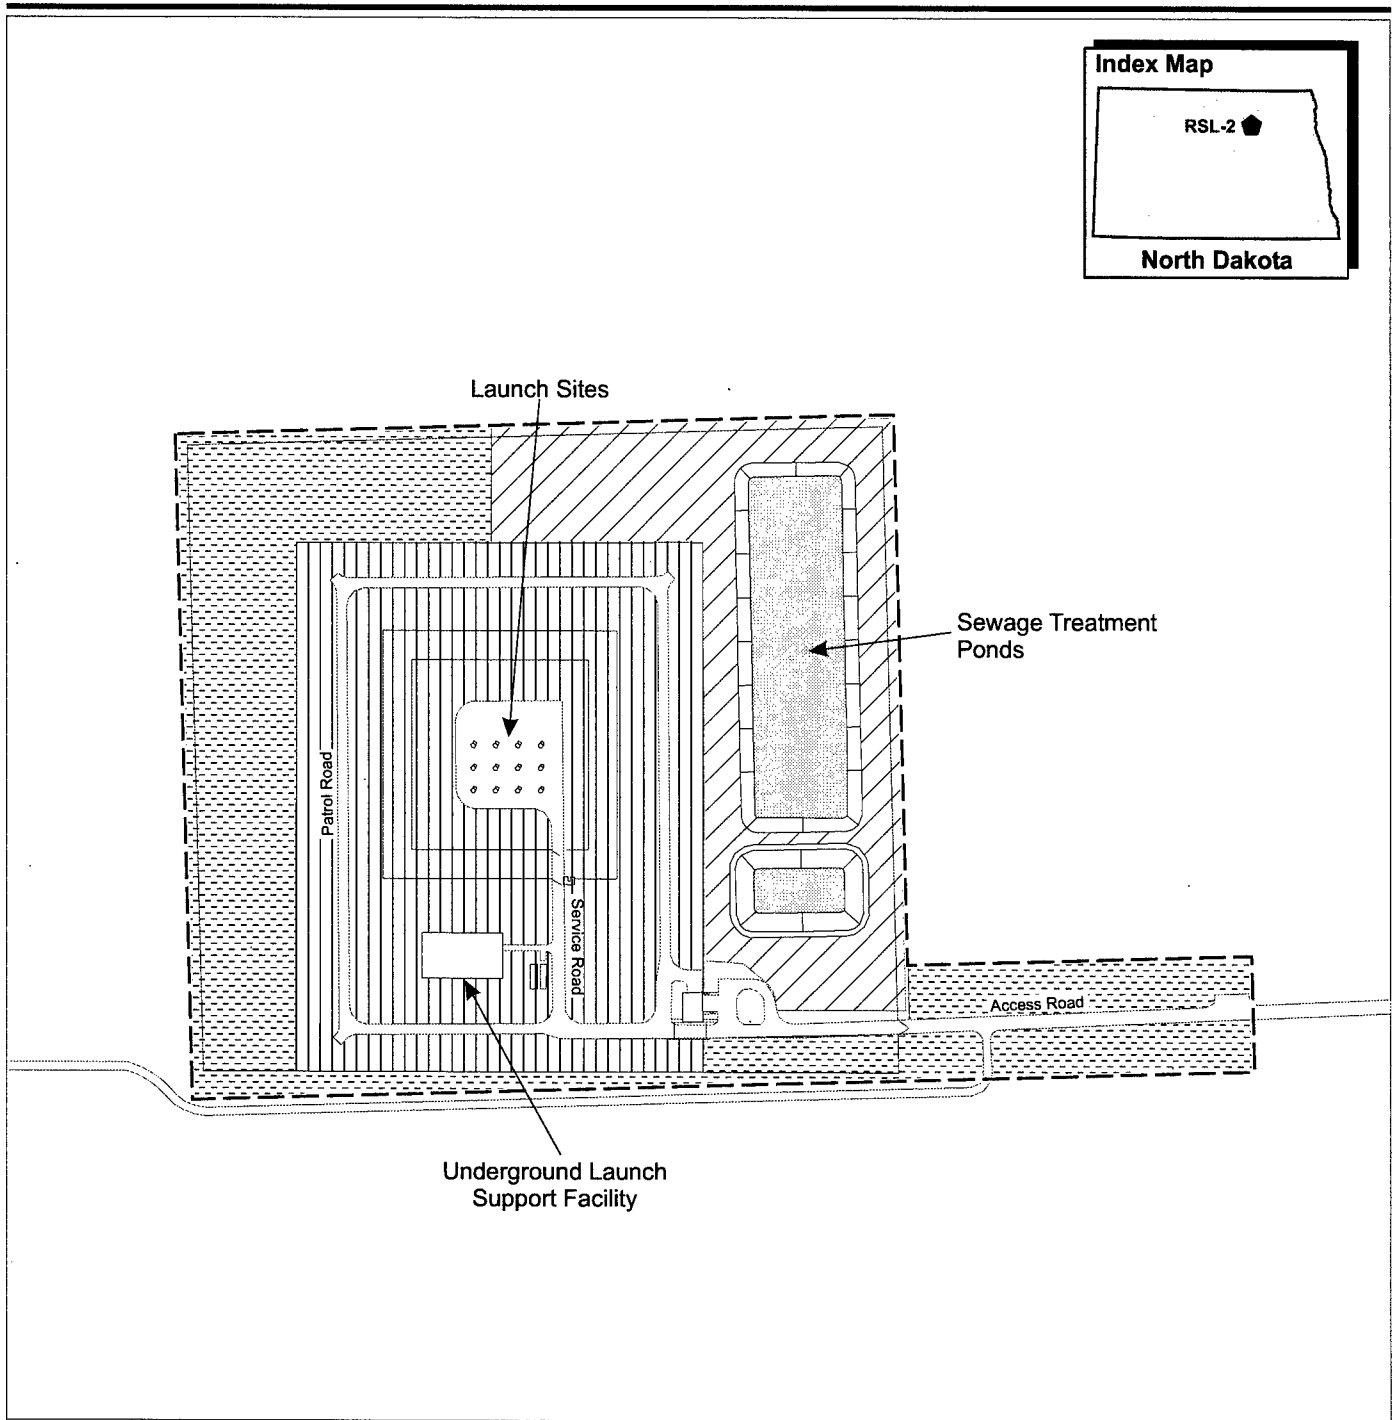 Index Map
RSL-2
North Dakota
Launch Sites
Sewage Treatment
Ponds
Patrol Road
Service Road
Access Road
Underground Launch
Support Facility